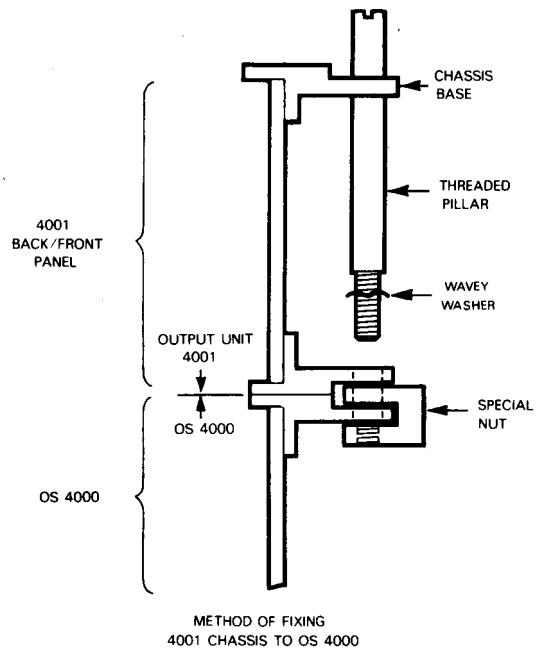 CHASSIS
BASE
THREADED
PILLAR
4001
BACK/FRONT
PANEL
WAVEY
WASHER
OUTPUT UNIT
4001
OS 4000
SPECIAL
NUT
OS 4000
METHOD OF FIXING
4001 CHASSIS TO OS 4000